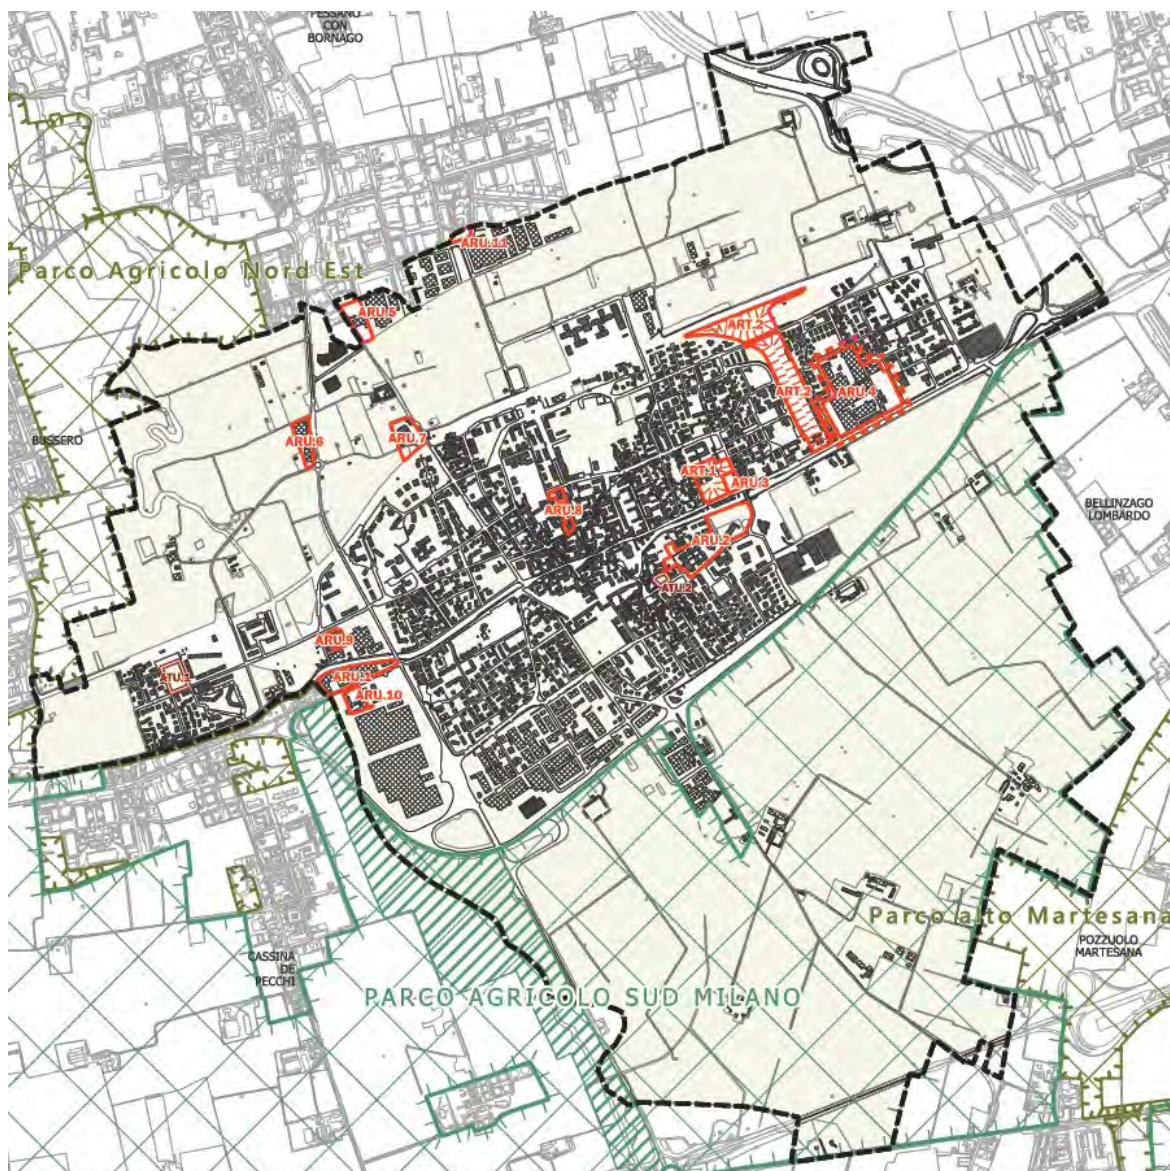 PESSANO
CON
BORNAGO
ARU.11
Parco Agricolo Nord Est
ARU.5
ART.2
ART.2
ARU.4
BUSSERO
ARU.6
ARU.7
ART.1
ARU.3
ARU.8
BELLINZAGO
LOMBARDO
ARU.2
ATU.2
ARU.9
ATU.1
ARU.1
ARU.10
Parco alto Martesana
POZZUOLO
MARTESANA
CASSINA
DE
PECCHI
PARCO AGRICOLO SUD MILANO